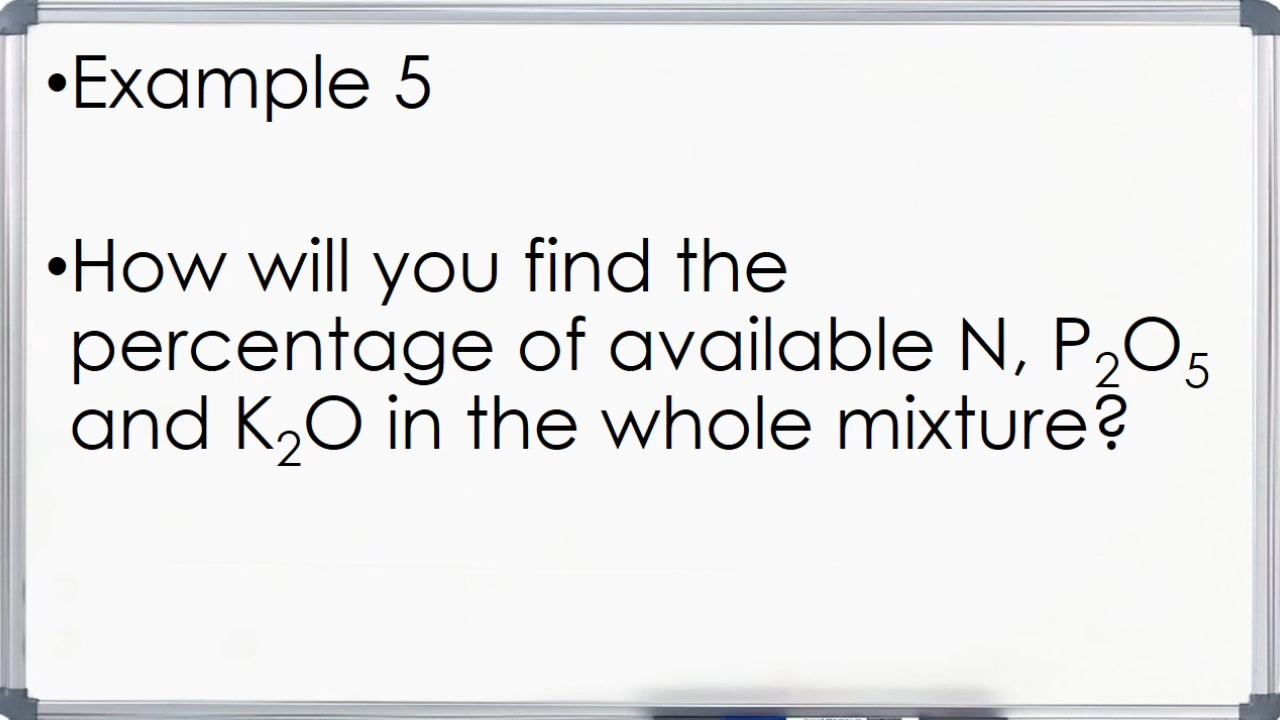 •Example 5
•How will you find the
percentage of available N, P₂O₅
and K₂O in the whole mixture?